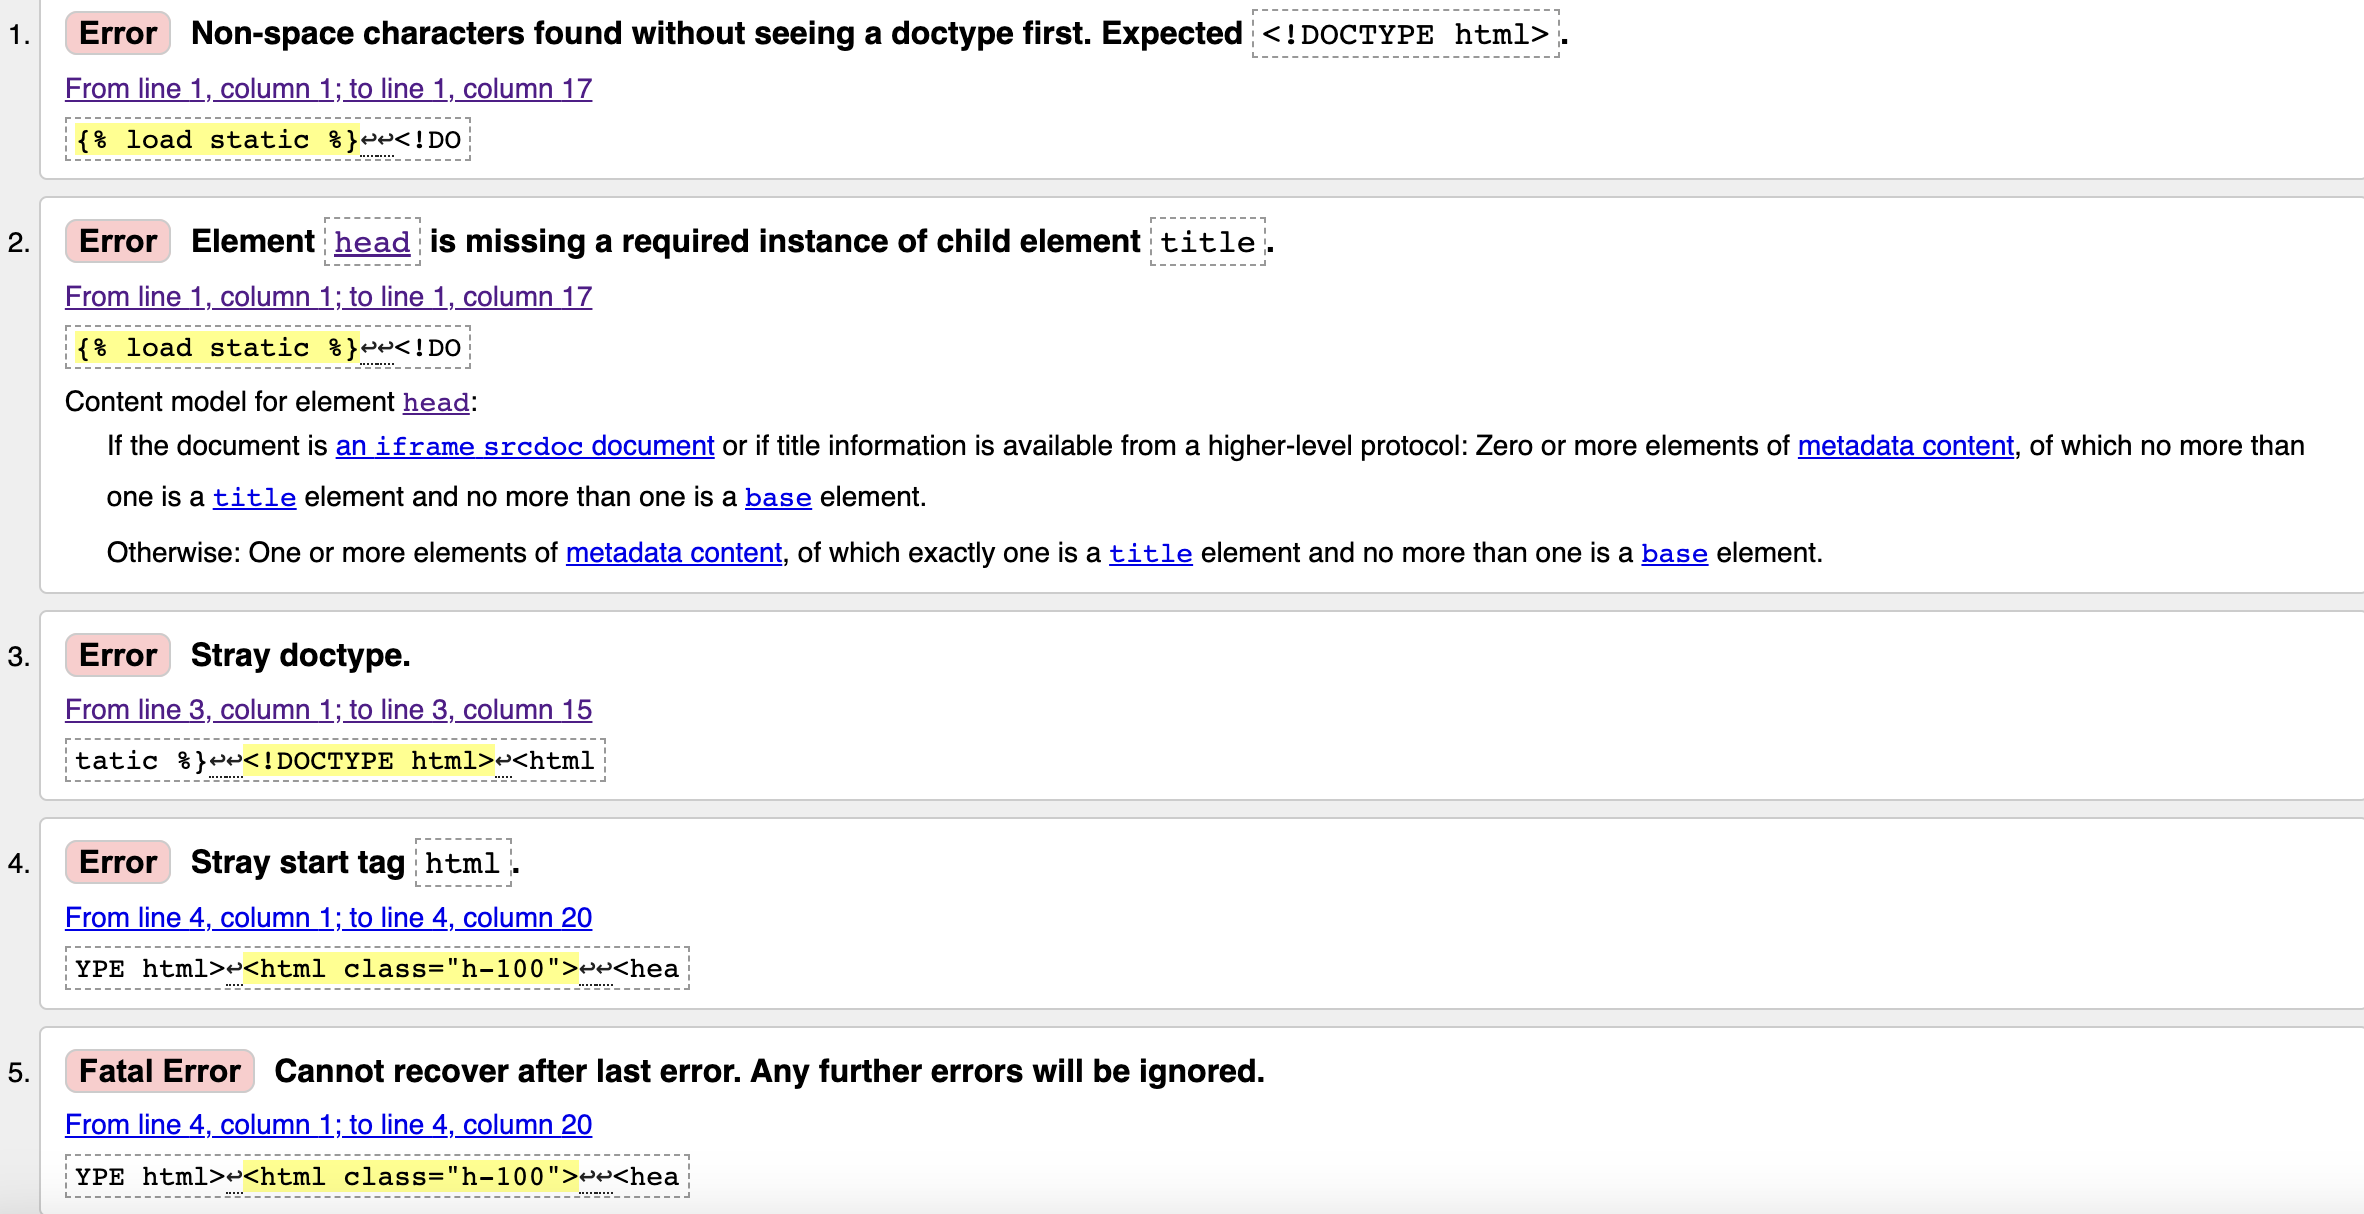 1. Error Non-space characters found without seeing a doctype first. Expected <!DOCTYPE html>.
From line 1, column 1; to line 1, column 17
{% load static %}↩↩<!DO
2. Error Element head is missing a required instance of child element title.
From line 1, column 1; to line 1, column 17
{% load static %}↩↩<!DO
Content model for element head:
If the document is an iframe srcdoc document or if title information is available from a higher-level protocol: Zero or more elements of metadata content, of which no more than
one is a title element and no more than one is a base element.
Otherwise: One or more elements of metadata content, of which exactly one is a title element and no more than one is a base element.
3. Error Stray doctype.
From line 3, column 1; to line 3, column 15
tatic %}↩↩<!DOCTYPE html>↩<html
4. Error Stray start tag html.
From line 4, column 1; to line 4, column 20
YPE html>↩<html class="h-100">↩↩<hea
5. Fatal Error Cannot recover after last error. Any further errors will be ignored.
From line 4, column 1; to line 4, column 20
YPE html>↩<html class="h-100">↩↩<hea